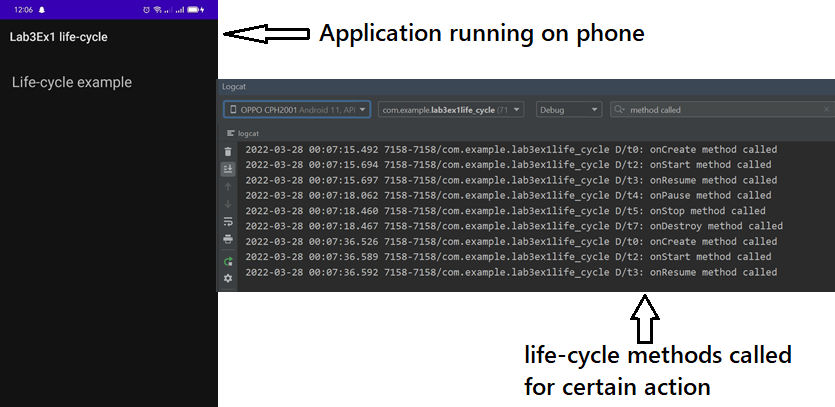 12:06
Lab3Ex1 life-cycle
Life-cycle example
Application running on phone
Logcat
OPPO CPH2001 Android 11, API
com.example.lab3ex1life_cycle (71
Debug
method called
logcat
2022-03-28 00:07:15.492 7158-7158/com.example.lab3ex1life_cycle D/t0: onCreate method called
2022-03-28 00:07:15.694 7158-7158/com.example.lab3ex1life_cycle D/t2: onStart method called
2022-03-28 00:07:15.697 7158-7158/com.example.lab3ex1life_cycle D/t3: onResume method called
2022-03-28 00:07:18.062 7158-7158/com.example.lab3ex1life_cycle D/t4: onPause method called
2022-03-28 00:07:18.460 7158-7158/com.example.lab3ex1life_cycle D/t5: onStop method called
2022-03-28 00:07:18.467 7158-7158/com.example.lab3ex1life_cycle D/t7: onDestroy method called
2022-03-28 00:07:36.526 7158-7158/com.example.lab3ex1life_cycle D/t0: onCreate method called
2022-03-28 00:07:36.589 7158-7158/com.example.lab3ex1life_cycle D/t2: onStart method called
2022-03-28 00:07:36.592 7158-7158/com.example.lab3ex1life_cycle D/t3: onResume method called
life-cycle methods called
for certain action